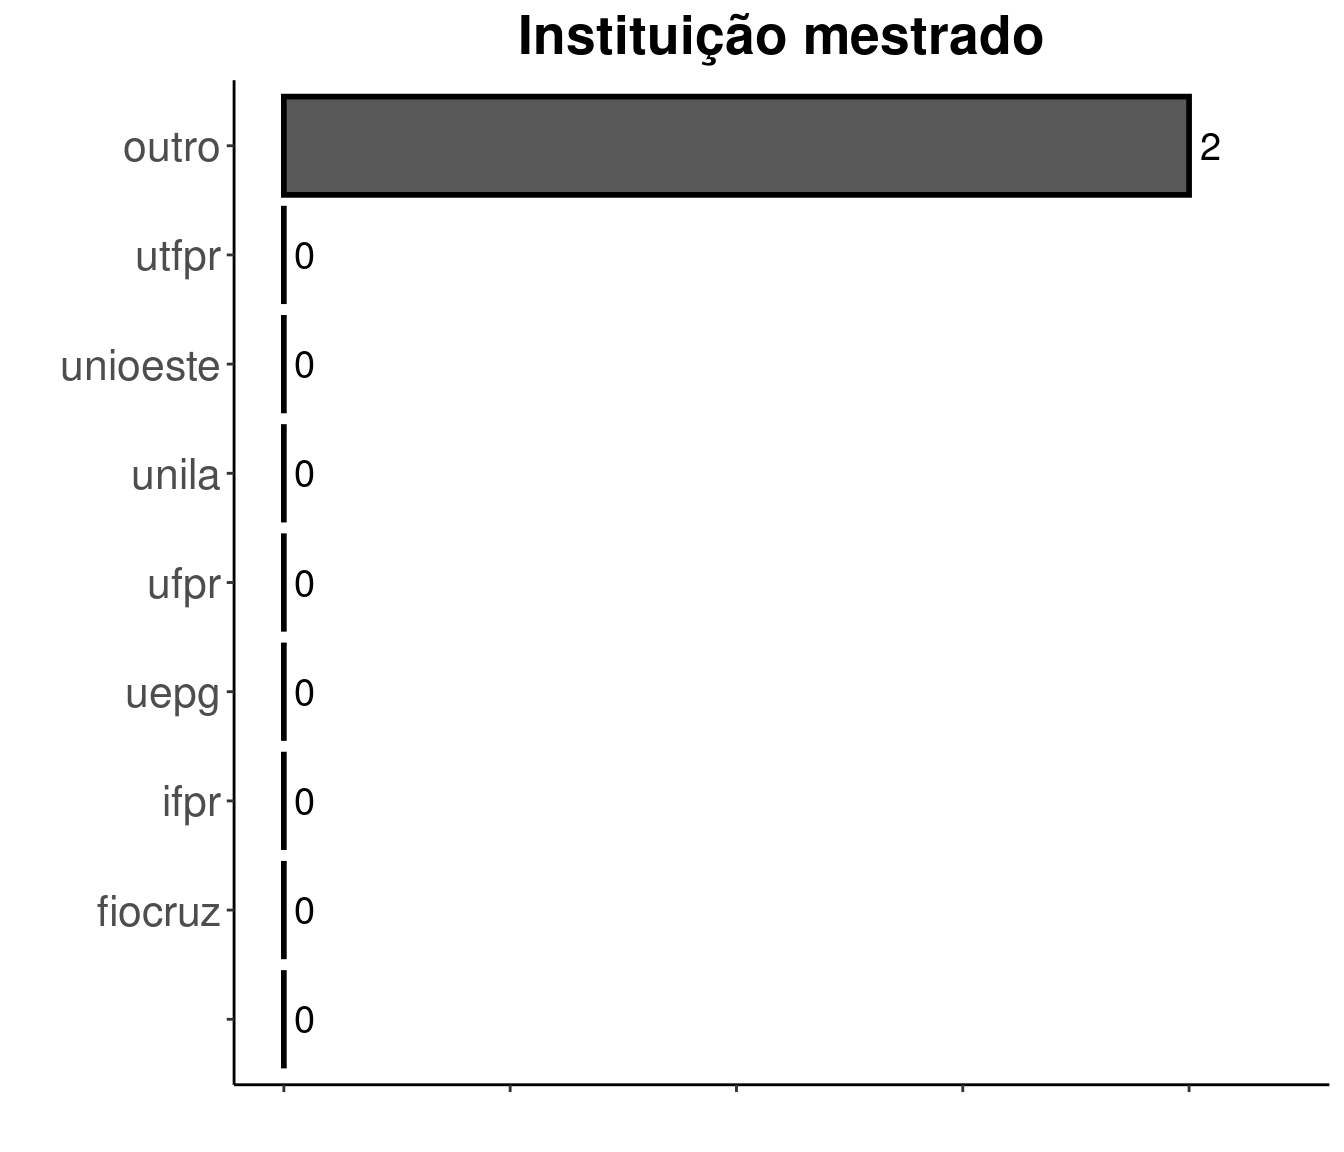 Instituição mestrado
outro 2
utfpr 0
unioeste 0
unila 0
ufpr 0
uepg 0
ifpr 0
fiocruz 0
0